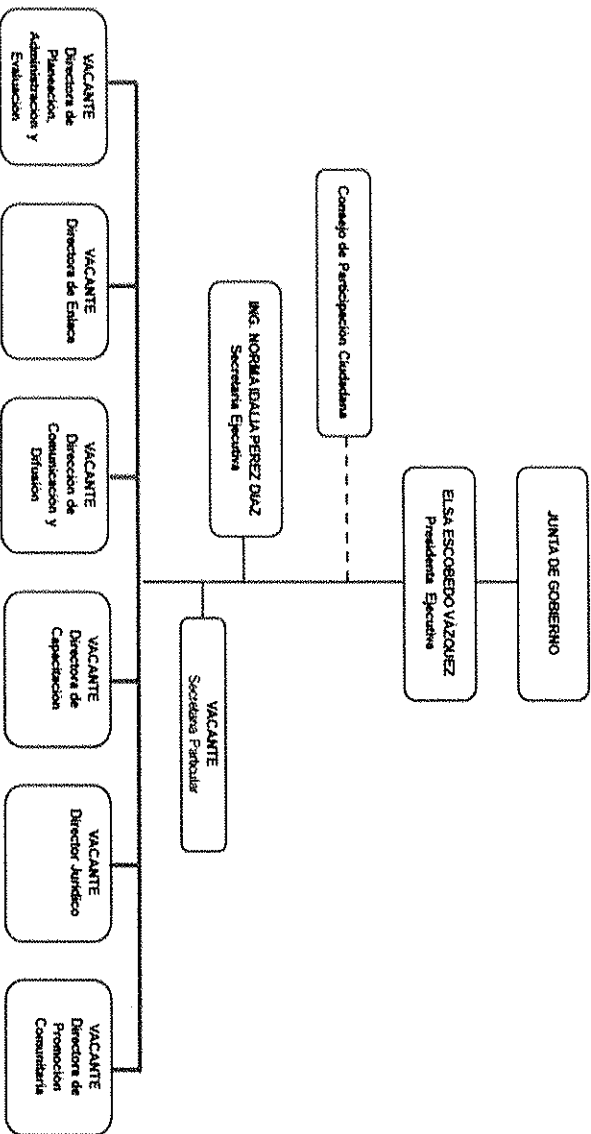 JUNTA DE GOBIERNO
ELSA ESCOBEDO VÁZQUEZ
Presidenta Ejecutiva
Consejo de Participación Ciudadana
ING. NORMA IDALIA PEREZ DIAZ
Secretaria Ejecutiva
VACANTE
Secretaria Particular
VACANTE
Directora de
Planeación,
Administración y
Evaluación
VACANTE
Directora de Enlace
VACANTE
Dirección de
Comunicación y
Difusión
VACANTE
Directora de
Capacitación
VACANTE
Director Jurídico
VACANTE
Directora de
Promoción
Comunitaria